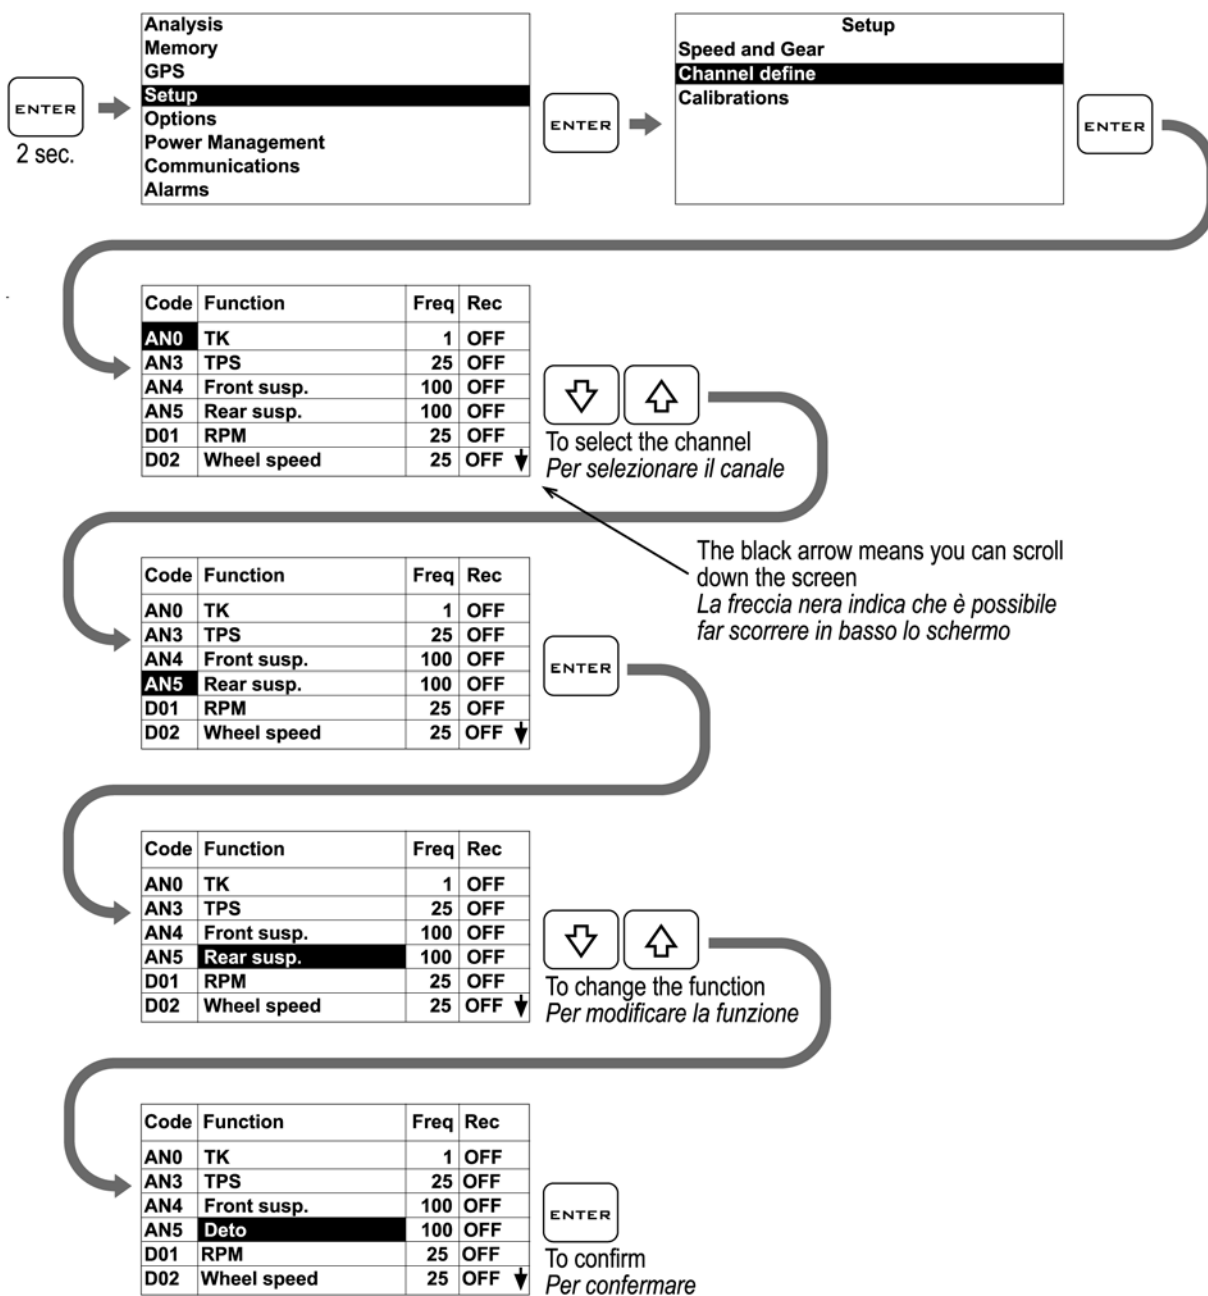 Analysis
Memory
GPS
Setup
Options
Power Management
Communications
Alarms
ENTER
2 sec.
ENTER
Setup
Speed and Gear
Channel define
Calibrations
ENTER
Code Function Freq Rec
AN0 TK 1 OFF
AN3 TPS 25 OFF
AN4 Front susp. 100 OFF
AN5 Rear susp. 100 OFF
D01 RPM 25 OFF
D02 Wheel speed 25 OFF
To select the channel
Per selezionare il canale
The black arrow means you can scroll
down the screen
La freccia nera indica che è possibile
far scorrere in basso lo schermo
Code Function Freq Rec
AN0 TK 1 OFF
AN3 TPS 25 OFF
AN4 Front susp. 100 OFF
AN5 Rear susp. 100 OFF
D01 RPM 25 OFF
D02 Wheel speed 25 OFF
ENTER
Code Function Freq Rec
AN0 TK 1 OFF
AN3 TPS 25 OFF
AN4 Front susp. 100 OFF
AN5 Rear susp. 100 OFF
D01 RPM 25 OFF
D02 Wheel speed 25 OFF
To change the function
Per modificare la funzione
Code Function Freq Rec
AN0 TK 1 OFF
AN3 TPS 25 OFF
AN4 Front susp. 100 OFF
AN5 Deto 100 OFF
D01 RPM 25 OFF
D02 Wheel speed 25 OFF
ENTER
To confirm
Per confermare